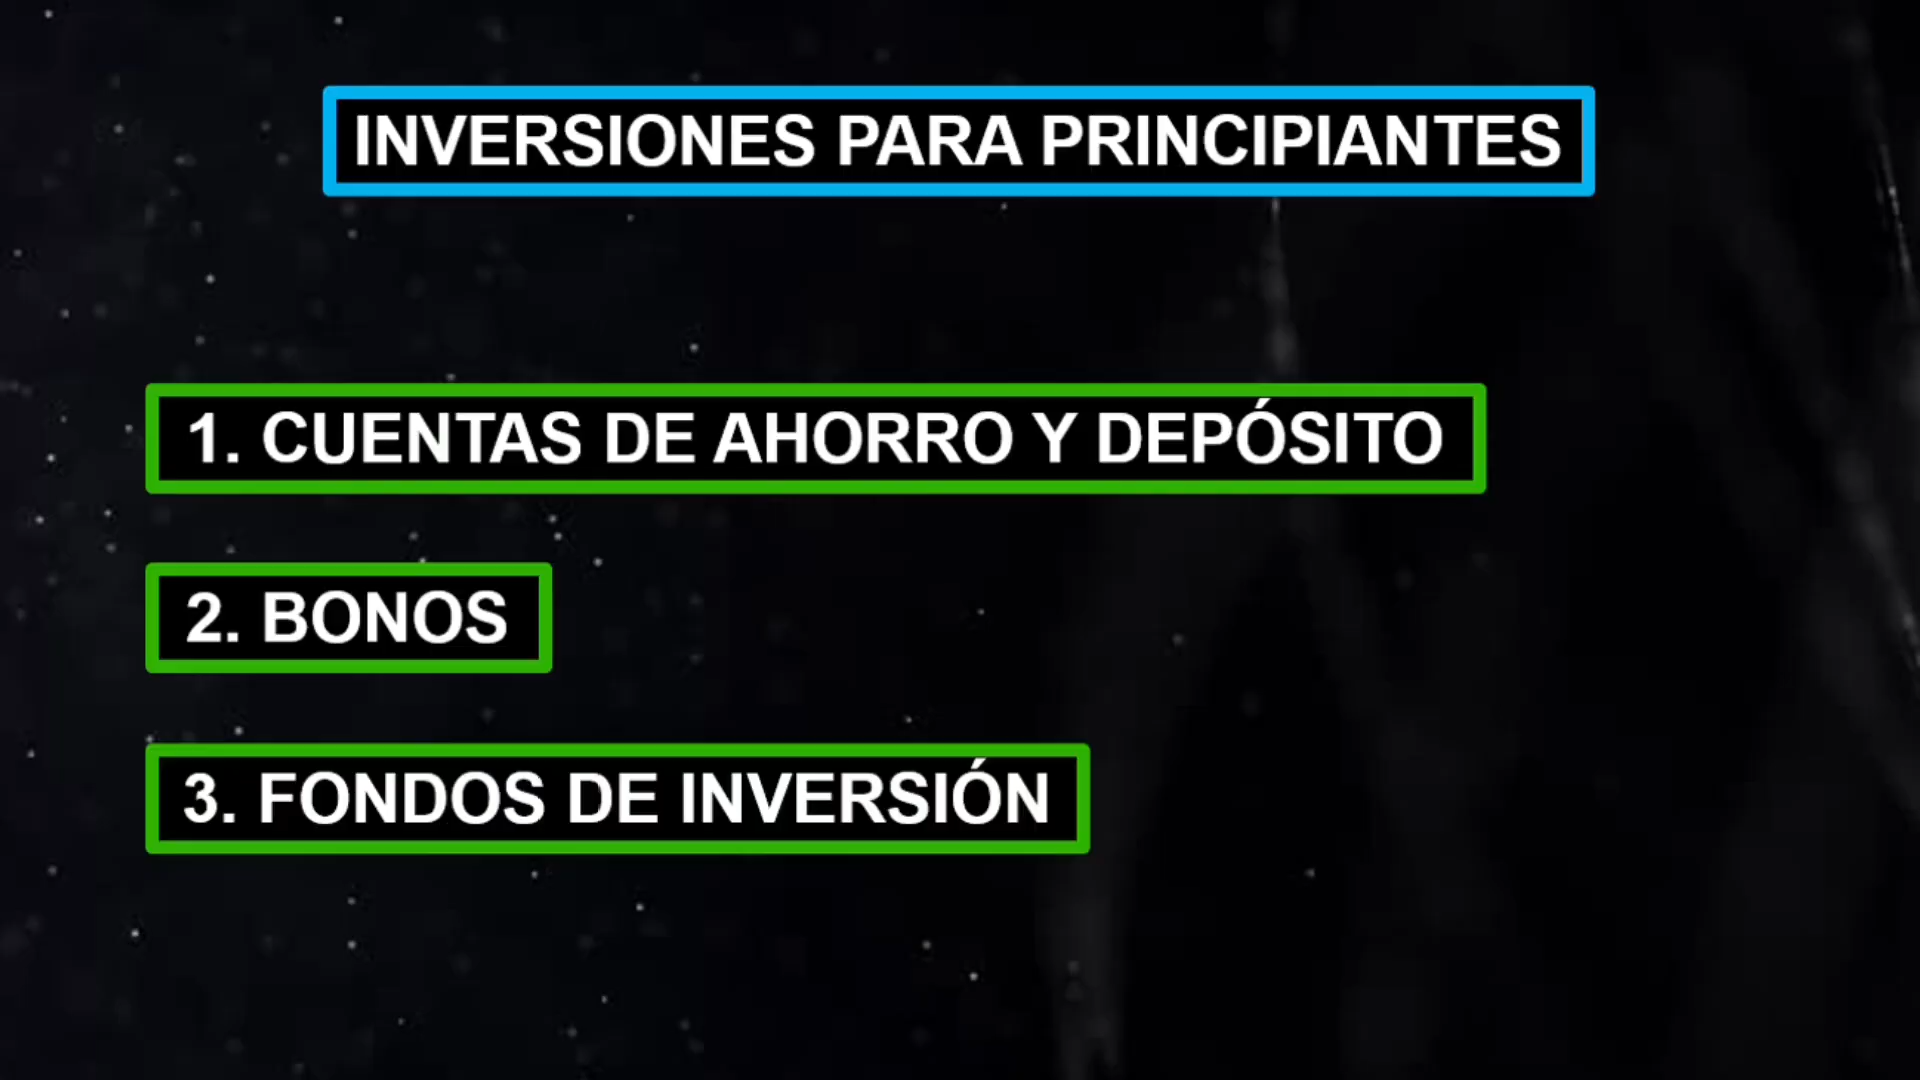 INVERSIONES PARA PRINCIPIANTES
1. CUENTAS DE AHORRO Y DEPÓSITO
2. BONOS
3. FONDOS DE INVERSIÓN